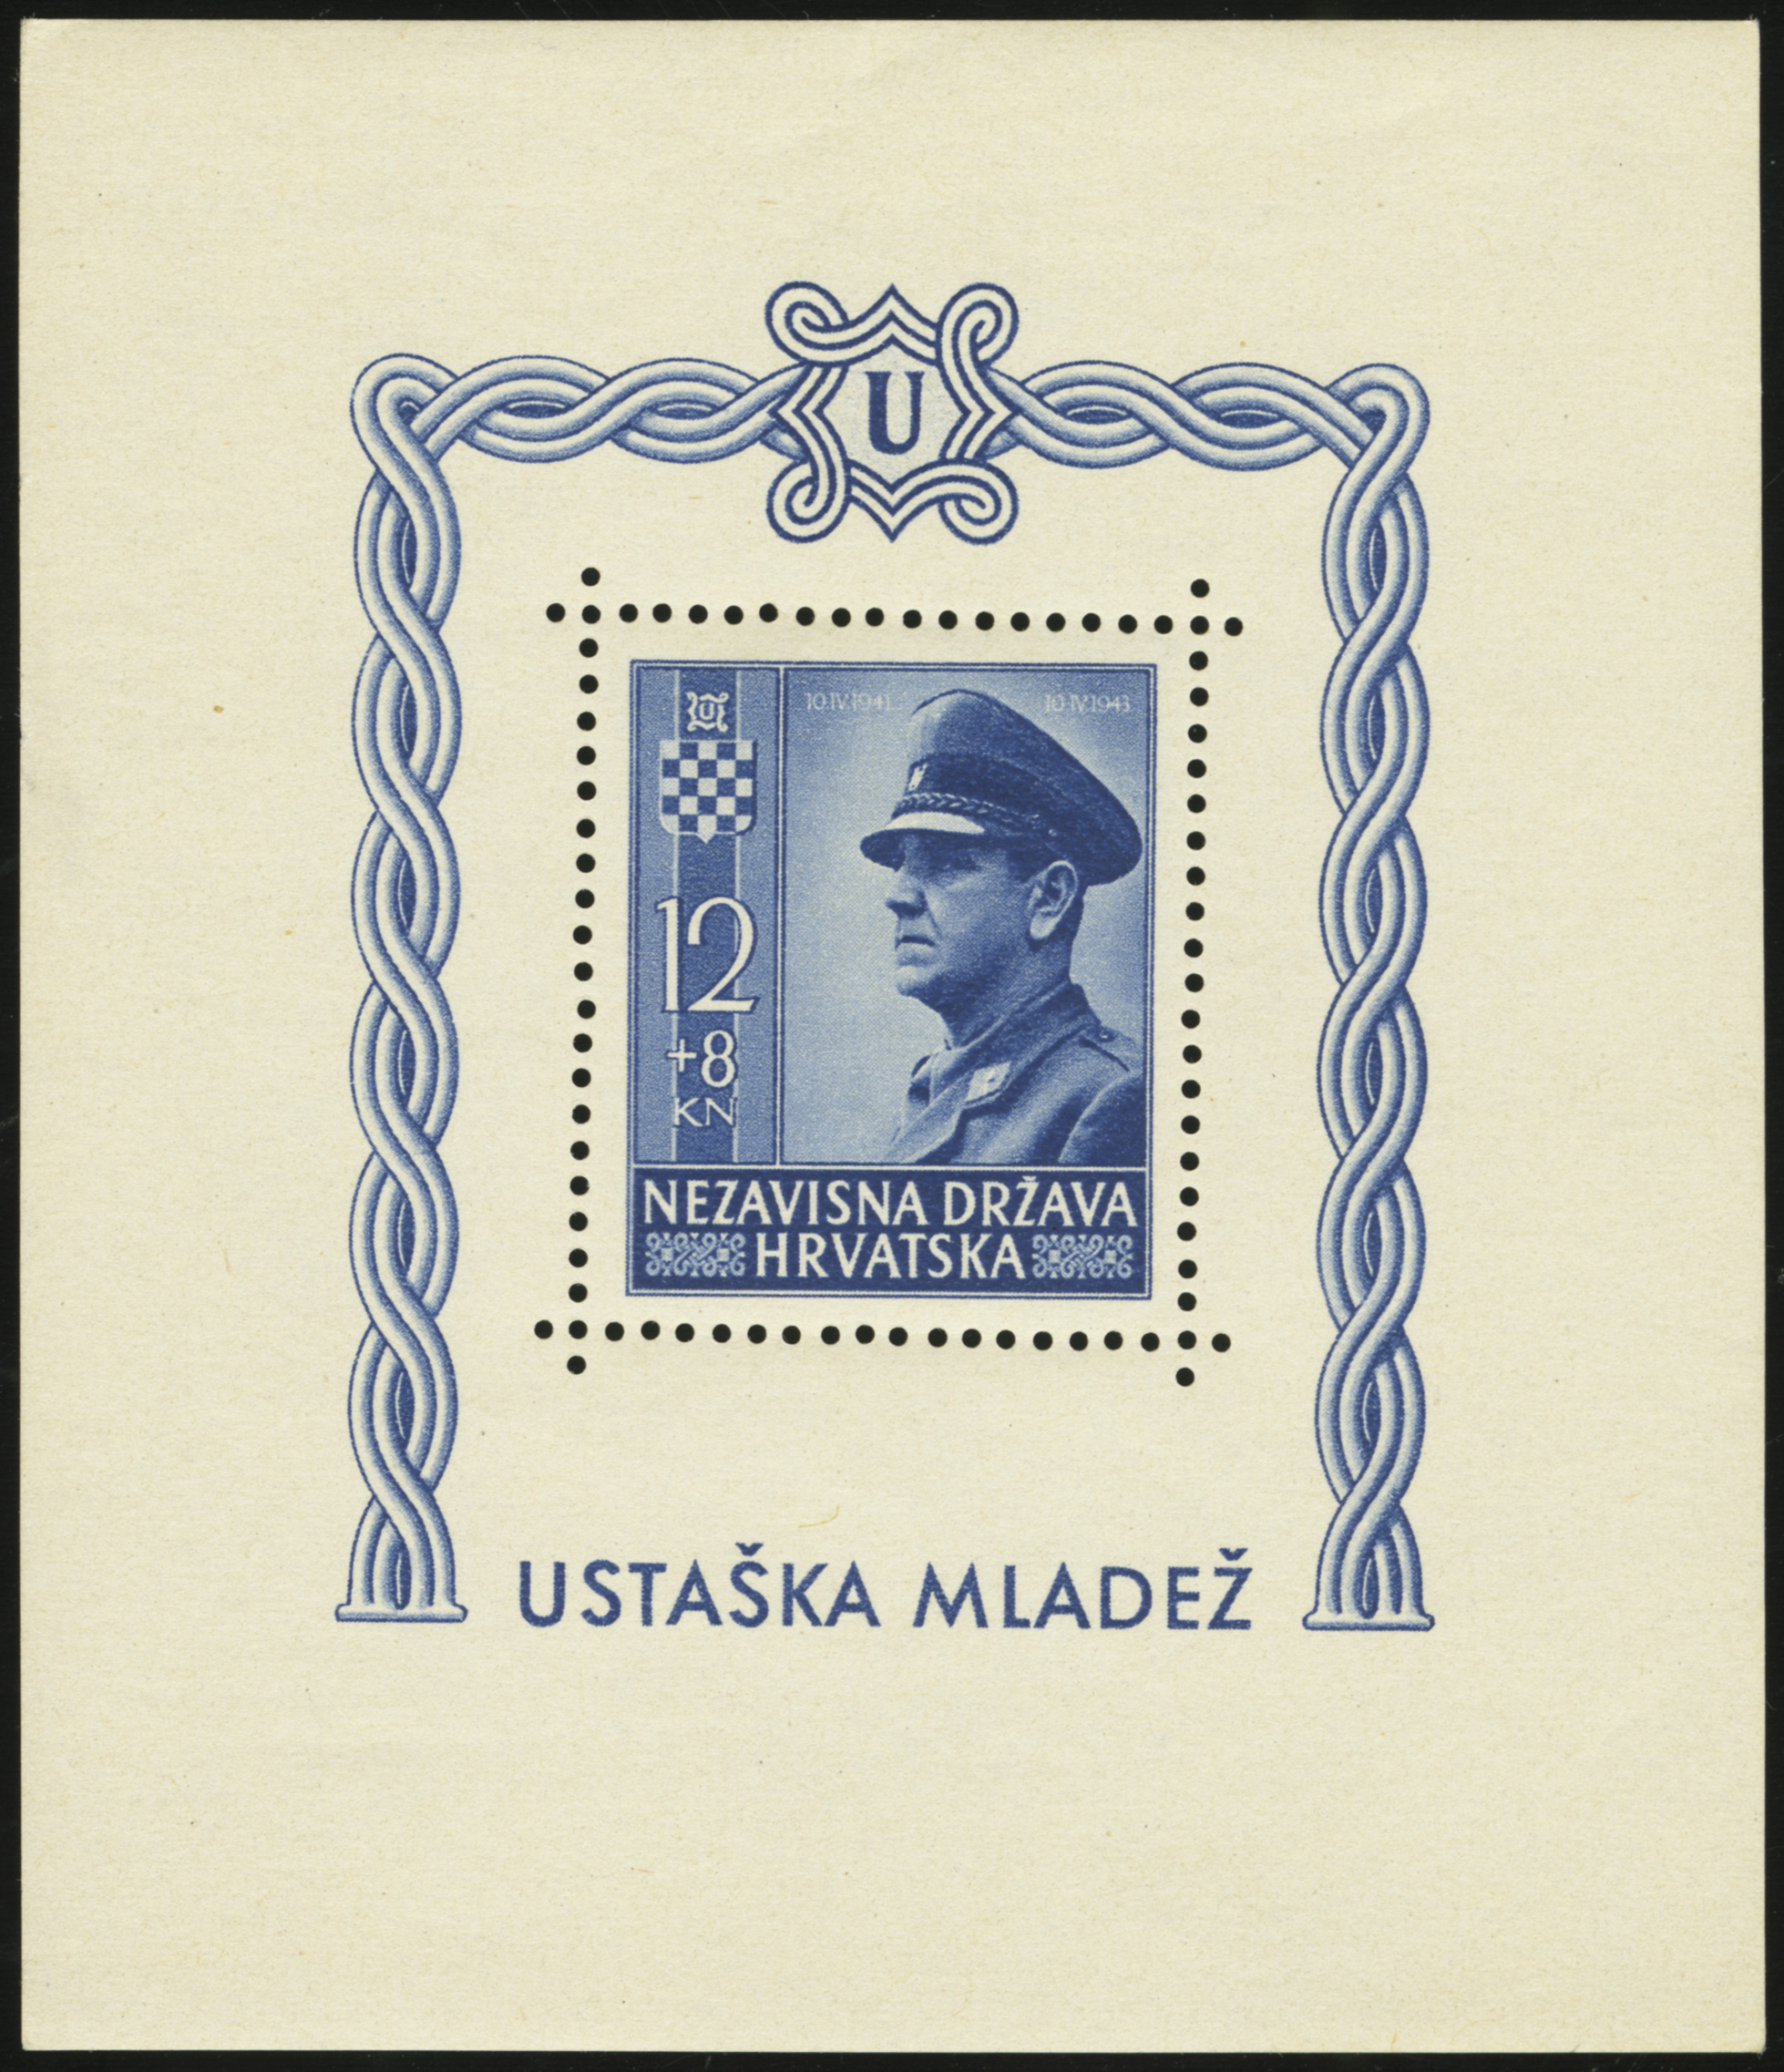 U
10.IV.1941. 10.IV.1943
U
12
+8
KN
NEZAVISNA DRŽAVA
HRVATSKA
USTAŠKA MLADEŽ